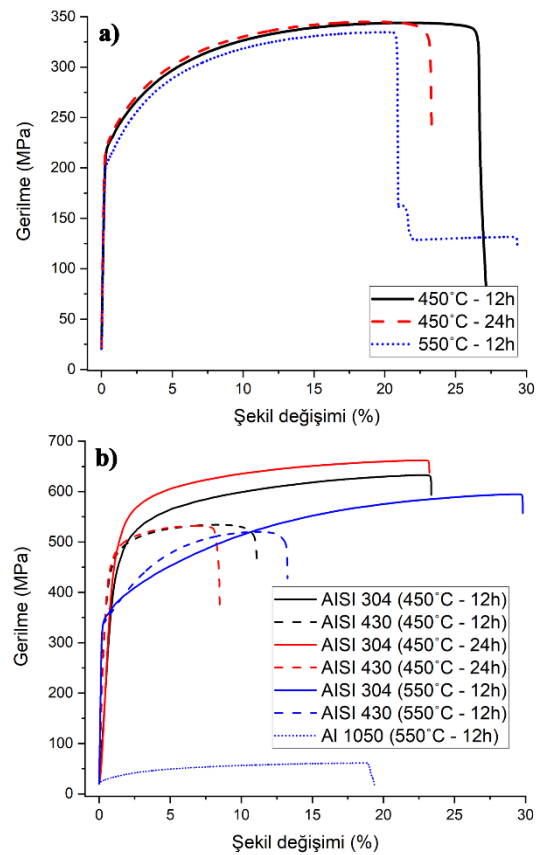 a)
350
300
250
200
150
100
50
0
Gerilme (MPa)
450°C - 12h
450°C - 24h
550°C - 12h
0 5 10 15 20 25 30
Şekil değişimi (%)
b)
700
600
500
400
300
200
100
0
Gerilme (MPa)
AISI 304 (450°C - 12h)
AISI 430 (450°C - 12h)
AISI 304 (450°C - 24h)
AISI 430 (450°C - 24h)
AISI 304 (550°C - 12h)
AISI 430 (550°C - 12h)
Al 1050 (550°C - 12h)
0 5 10 15 20 25 30
Şekil değişimi (%)